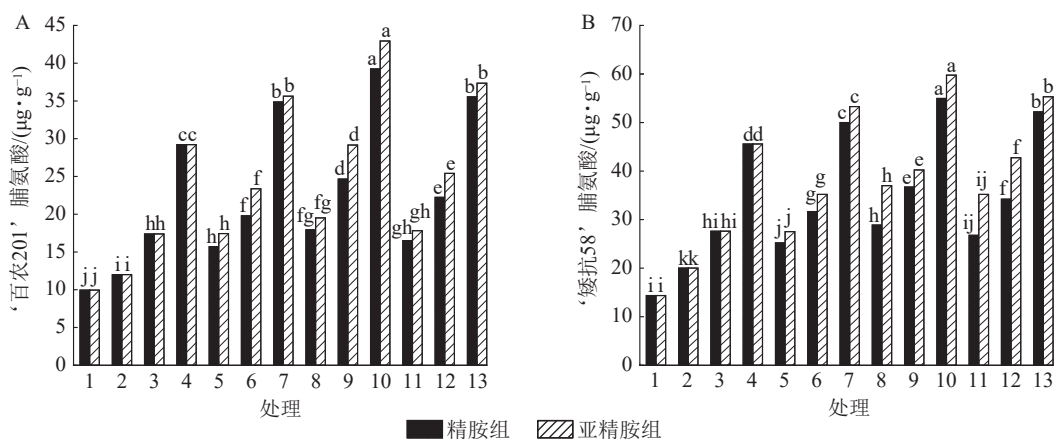 A
‘百农201’脯氨酸/(μg·g⁻¹)
45
40
35
30
25
20
15
10
5
0
j j
i i
hh
cc
h h
f f
b b
fg fg
d d
a a
gh gh
e e
b b
1 2 3 4 5 6 7 8 9 10 11 12 13
处理
B
‘矮抗58’脯氨酸/(μg·g⁻¹)
70
60
50
40
30
20
10
0
i i
kk
hi hi
dd
j j
g g
c c
h h
e e
a a
ij ij
f f
b b
1 2 3 4 5 6 7 8 9 10 11 12 13
处理
精胺组 亚精胺组